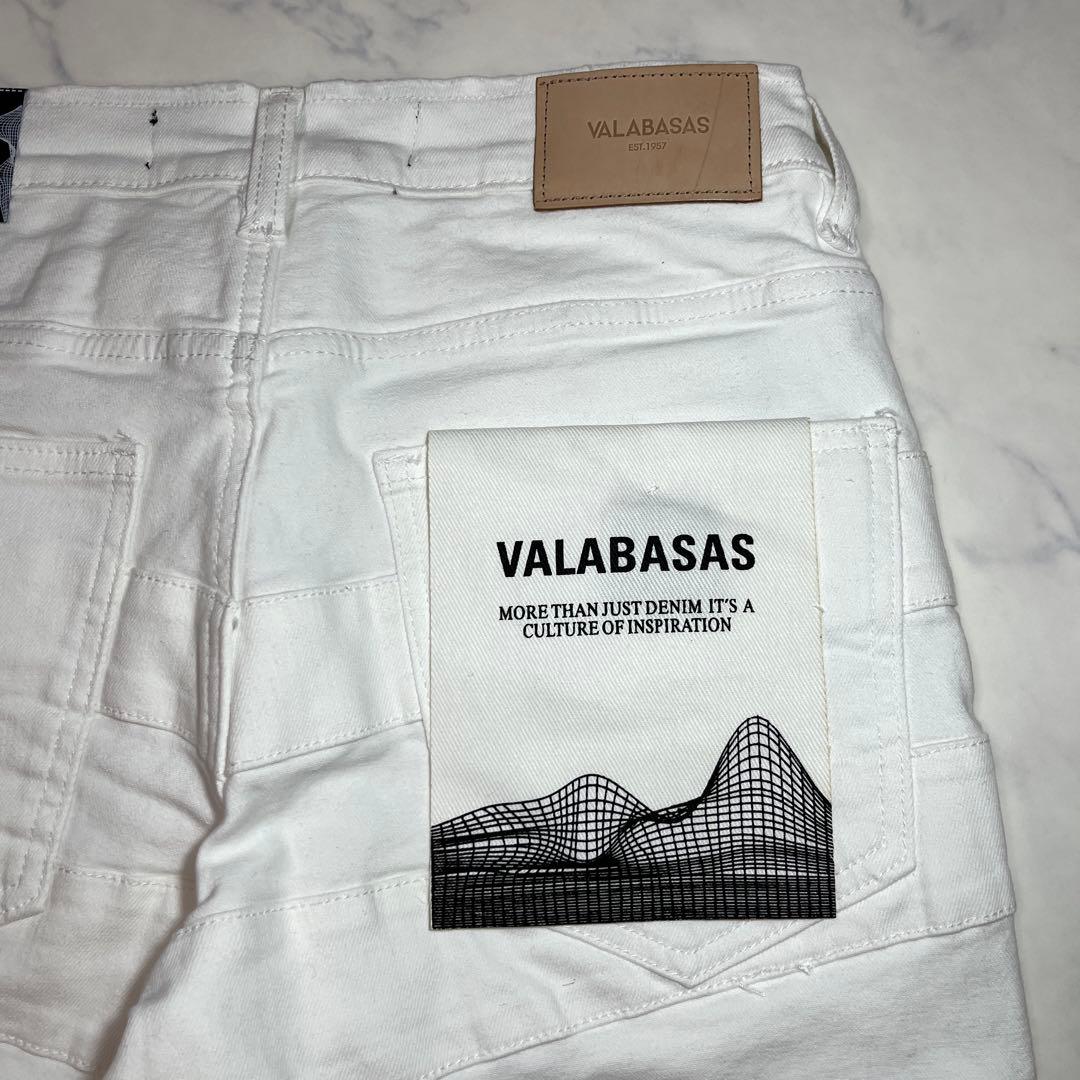 VALABASAS
EST.1957
VALABASAS
MORE THAN JUST DENIM IT'S A
CULTURE OF INSPIRATION